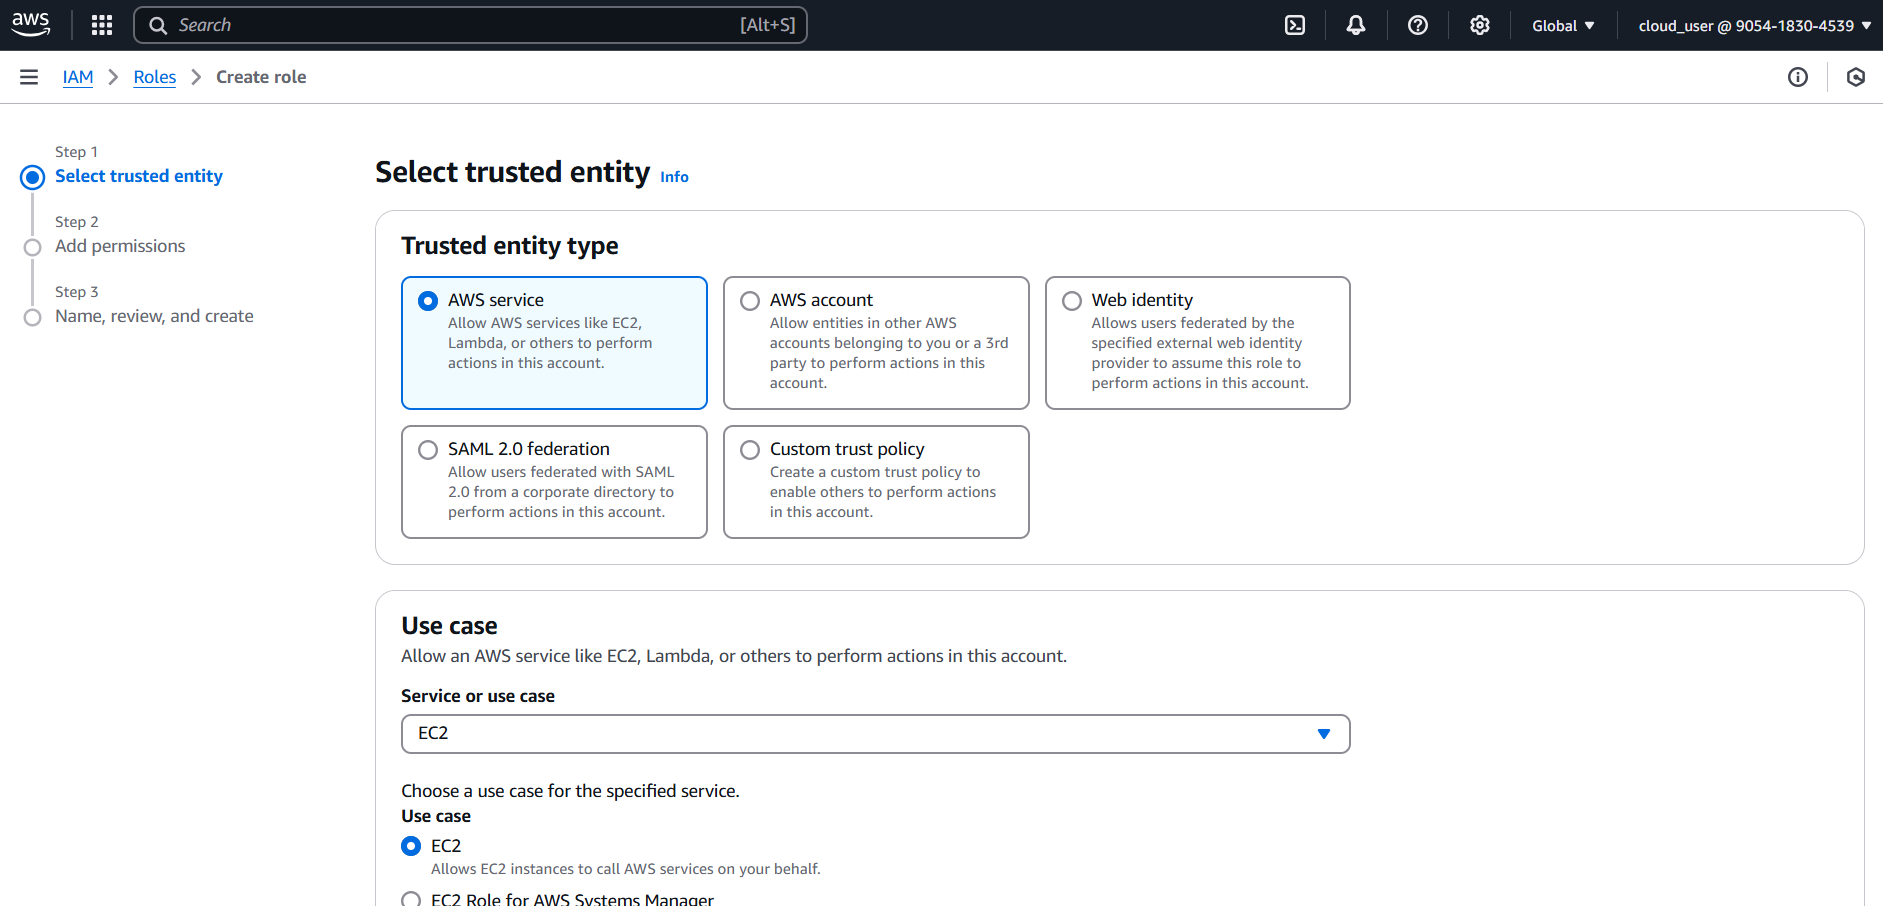 aws
Search [Alt+S]
Global
cloud_user @ 9054-1830-4539
IAM
Roles
Create role
Step 1
Select trusted entity
Step 2
Add permissions
Step 3
Name, review, and create
Select trusted entity Info
Trusted entity type
AWS service
Allow AWS services like EC2,
Lambda, or others to perform
actions in this account.
AWS account
Allow entities in other AWS
accounts belonging to you or a 3rd
party to perform actions in this
account.
Web identity
Allows users federated by the
specified external web identity
provider to assume this role to
perform actions in this account.
SAML 2.0 federation
Allow users federated with SAML
2.0 from a corporate directory to
perform actions in this account.
Custom trust policy
Create a custom trust policy to
enable others to perform actions
in this account.
Use case
Allow an AWS service like EC2, Lambda, or others to perform actions in this account.
Service or use case
EC2
Choose a use case for the specified service.
Use case
EC2
Allows EC2 instances to call AWS services on your behalf.
EC2 Role for AWS Systems Manager